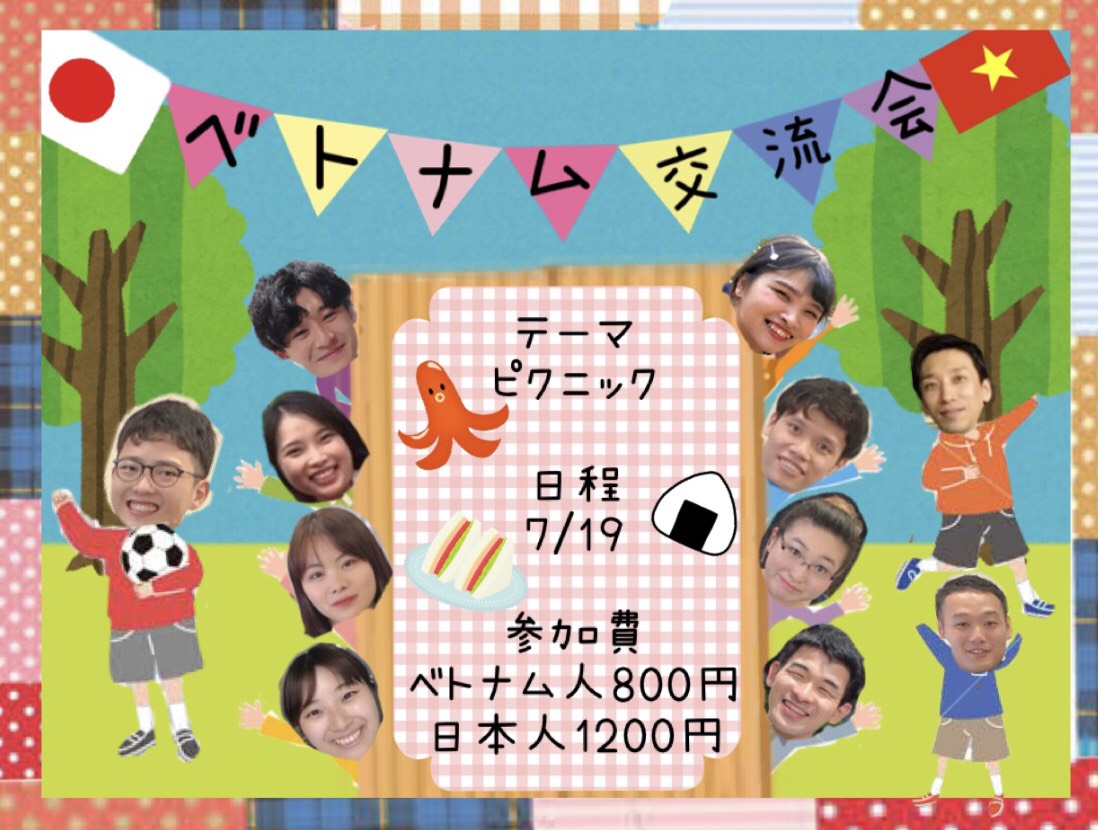 ベトナム交流会
テーマ
ピクニック
日程
7/19
参加費
ベトナム人800円
日本人1200円